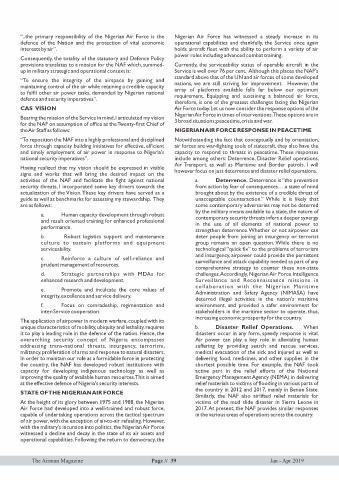 "..the primary responsibility of the Nigerian Air Force is the
defence of the Nation and the protection of vital economic
interests by air".
Consequently, the totality of the statutory and Defence Policy
provisions translates to a mission for the NAF which, summed-
up in military strategic and operational context is:
"To ensure the integrity of the airspace by gaining and
maintaining control of the air while retaining a credible capacity
to fulfil other air power tasks, demanded by Nigerian national
defence and security imperatives".
CAS VISION
Bearing the mission of the Service in mind, I articulated my vision
for the NAF on assumption of office as the Twenty-first Chief of
the Air Staff as follows:
"To reposition the NAF into a highly professional and disciplined
force through capacity building initiatives for effective, efficient
and timely employment of air power in response to Nigeria's
national security imperatives".
Having realized that my vision should be expressed in visible
signs and works that will bring the desired impact on the
activities of the NAF and facilitate the fight against national
security threats, I incorporated some key drivers towards the
actualization of the Vision. These key drivers have served as a
guide as well as benchmarks for assessing my stewardship. They
are as follows:
a. Human capacity development through robust
and result oriented training for enhanced professional
performance.
b. Robust logistics support and maintenance
culture to sustain platforms and equipment
serviceability.
c. Reinforce a culture of self-reliance and
prudent management of resources.
d. Strategic partnerships with MDAs for
enhanced research and development.
e. Promote and inculcate the core values of
integrity, excellence and service delivery.
f. Focus on comradeship, regimentation and
inter-Service cooperation.
The application of airpower in modern warfare, coupled with its
unique characteristics of mobility, ubiquity and lethality, requires
it to play a leading role in the defence of the nation. Hence, the
overarching security concept of Nigeria encompasses
addressing trans-national threats, insurgency, terrorism,
military, proliferation of arms and response to natural disasters.
In order to maintain our role as a formidable force in protecting
the country, the NAF has developed robust institutions with
capacity for developing indigenous technology as well as
improving the quality of available human resources. This is aimed
at the effective defence of Nigeria's security interests.
STATE OF THE NIGERIAN AIR FORCE
At the height of its glory between 1975 and 1988, the Nigerian
Air Force had developed into a well-trained and robust force,
capable of undertaking operations across the tactical spectrum
of air power, with the exception of air-to-air refueling. However,
with the military's incursion into politics, the Nigerian Air Force
witnessed a decline and decay in the state of its air assets and
operational capabilities. Following the return to democracy, the
Nigerian Air Force has witnessed a steady increase in its
operational capabilities and thankfully, the Service once again
holds aircraft fleet with the ability to perform a variety of air
power roles including advanced combat training.
Currently, the serviceability status of operable aircraft in the
Service is well over 76 per cent. Although this places the NAF's
standard above that of the UN and air forces of some developed
nations, we are still striving for improvement. However, the
array of platforms available falls far below our optimum
requirement. Equipping and sustaining a balanced air force,
therefore, is one of the greatest challenges facing the Nigerian
Air Force today. Let us now consider the response options of the
Nigerian Air Force in times of interventions. These options are in
3 broad situations; peacetime, crisis and war.
NIGERIAN AIR FORCE RESPONSE IN PEACETIME
Notwithstanding the fact that conceptually and by orientation,
air forces are war-fighting tools of statecraft, they also have the
capacity to respond to threats in peacetime. These responses
include among others: Deterrence, Disaster Relief operations,
Air Transport, as well as Maritime and Border patrols. I will
however focus on just deterrence and disaster relief operations.
a. Deterrence. Deterrence is "the prevention
from action by fear of consequences. . .a state of mind
brought about by the existence of a credible threat of
unacceptable counteraction." While it is likely that
some contemporary adversaries may not be deterred
by the military means available to a state, the nature of
contemporary security threats infers a deeper synergy
in the use of all elements of national power to
strengthen deterrence. Whether or not airpower can
deter people from joining an insurgency or terrorist
group remains an open question. While there is no
technological "quick fix" to the problems of terrorism
and insurgency, airpower could provide the persistent
surveillance and attack capability needed as part of any
comprehensive strategy to counter these non-state
challenges. Accordingly, Nigerian Air Force. Intelligence
Surveillance and Reconnaissance missions in
collaboration with the Nigerian Maritime
Administration and Safety Agency (NIMASA) have
deterred illegal activities in the nation's maritime
environment, and provided a safer environment for
stakeholders in the maritime sector to operate, thus,
increasing economic prosperity for the country.
b. Disaster Relief Operations. When
disasters occur in any form, speedy response is vital.
Air power can play a key role in alleviating human
suffering by providing search and rescue services,
medical evacuation of the sick and injured as well as
delivering food, medicines, and other supplies in the
shortest possible time. For example, the NAF took
active part in the relief efforts of the National
Emergency Management Agency (NEMA) in delivering
relief materials to victims of flooding in various parts of
the country in 2012 and 2017, mainly in Benue State.
Similarly, the NAF also airlifted relief materials for
victims of the mud slide disaster in Sierra Leone in
2017. At present, the NAF provides similar responses
in the various areas of operations across the country.
The Airman Magazine Page // 39 Jan - Apr 2019